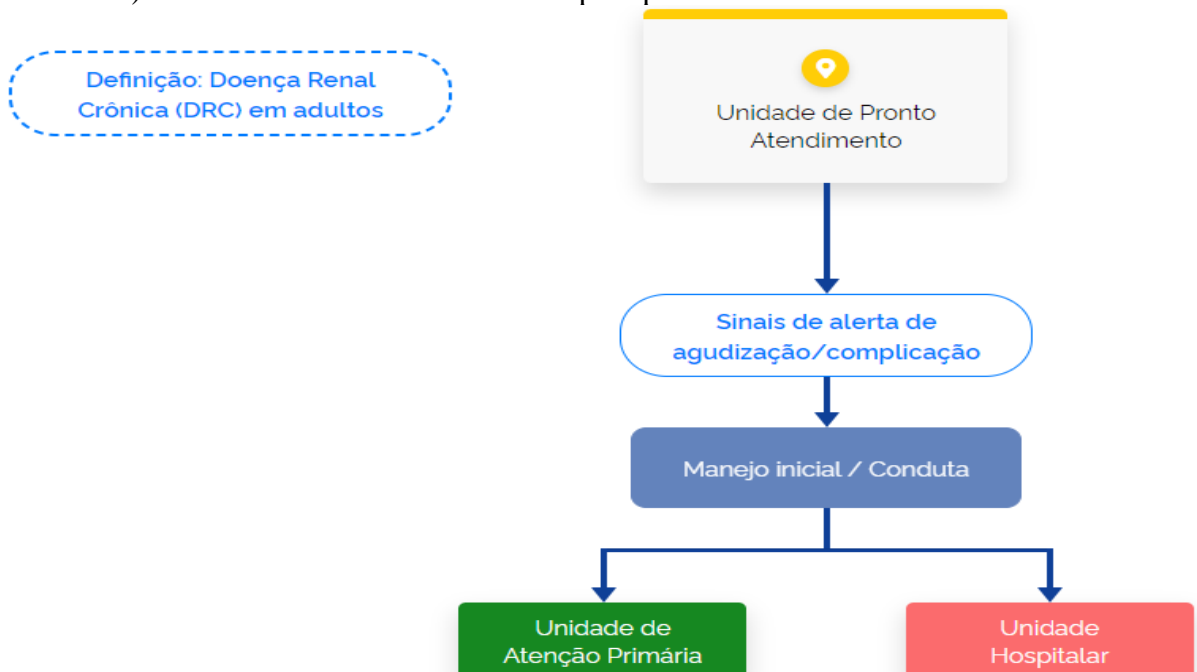 Definição: Doença Renal
Crônica (DRC) em adultos
Unidade de Pronto
Atendimento
Sinais de alerta de
agudização/complicação
Manejo inicial / Conduta
Unidade de
Atenção Primária
Unidade
Hospitalar